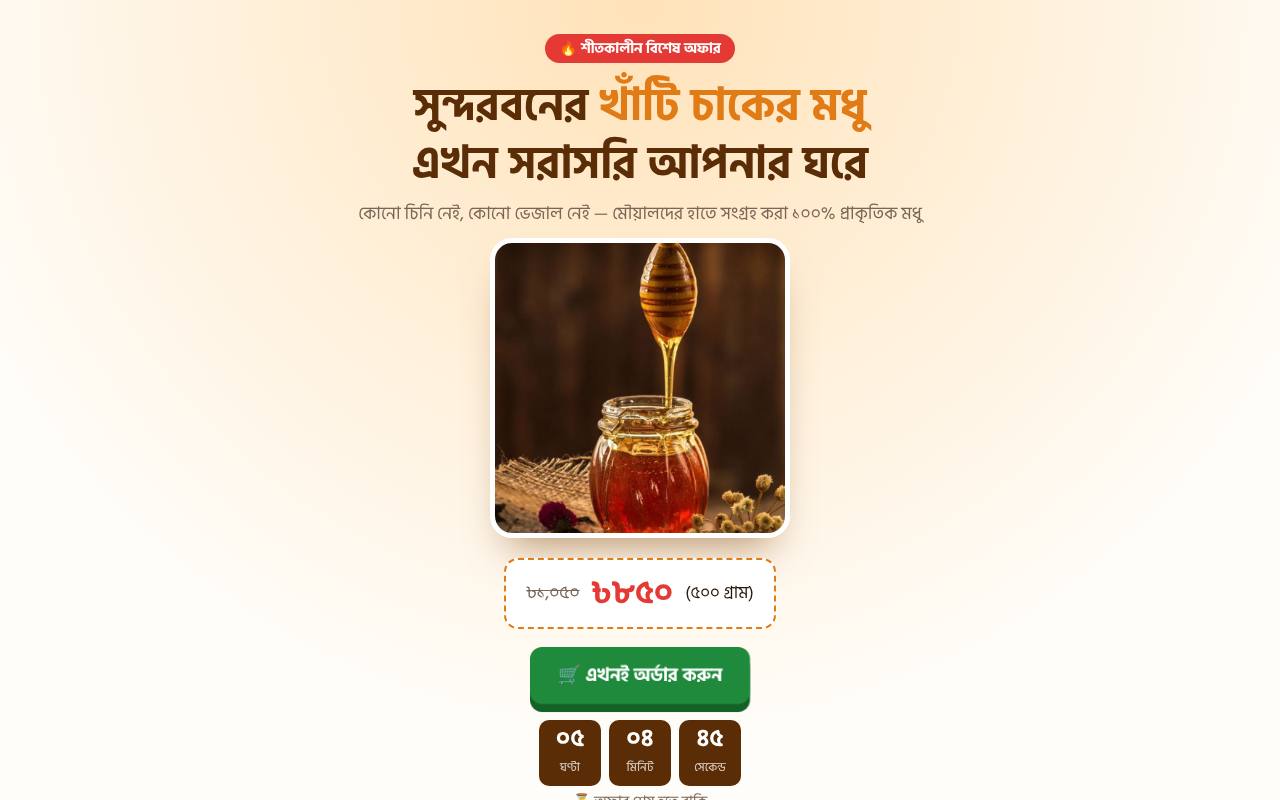 🔥 শীতকালীন বিশেষ অফার
সুন্দরবনের খাঁটি চাকের মধু
এখন সরাসরি আপনার ঘরে
কোনো চিনি নেই, কোনো ভেজাল নেই — মৌয়ালদের হাতে সংগ্রহ করা ১০০% প্রাকৃতিক মধু
৳১,০৫০ ৳৮৫০ (৫০০ গ্রাম)
🛒 এখনই অর্ডার করুন
০৫ ০৪ ৪৫
ঘণ্টা মিনিট সেকেন্ড